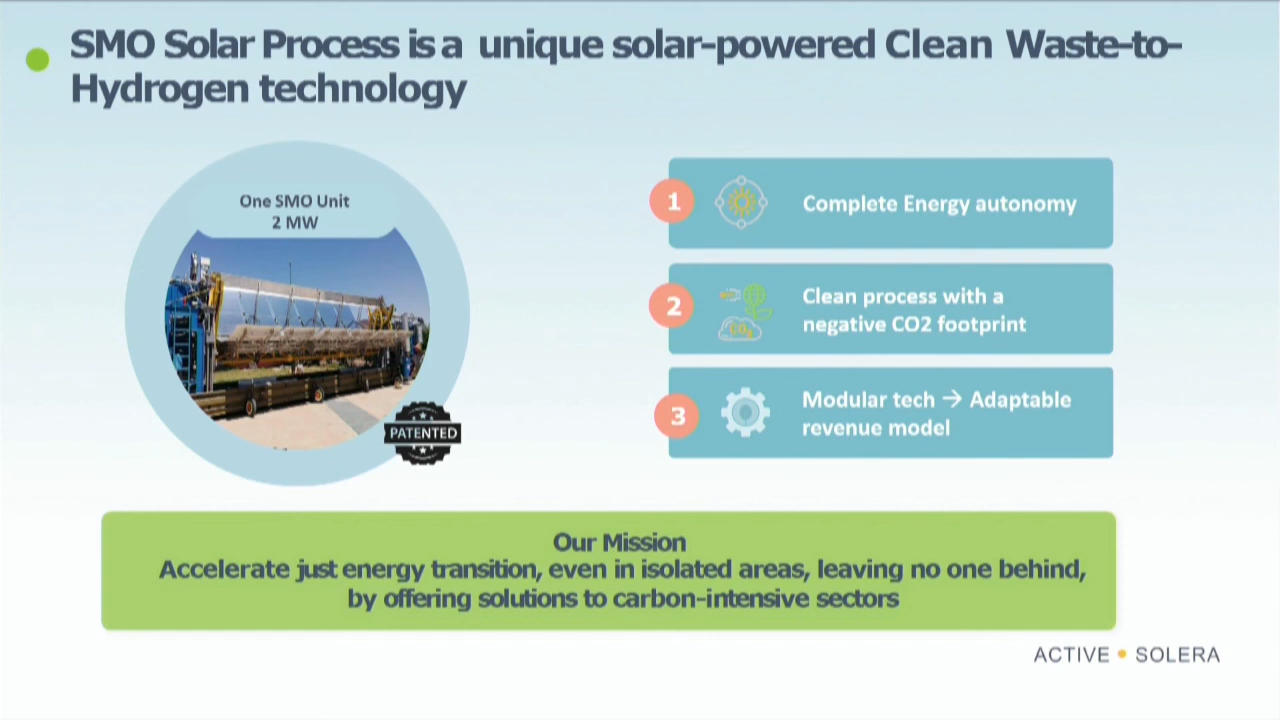 SMO Solar Process is a unique solar-powered Clean Waste-to-
Hydrogen technology
One SMO Unit
2 MW
PATENTED
1
Complete Energy autonomy
2
Clean process with a
negative CO2 footprint
CO₂
3
Modular tech → Adaptable
revenue model
Our Mission
Accelerate just energy transition, even in isolated areas, leaving no one behind,
by offering solutions to carbon-intensive sectors
ACTIVE • SOLERA